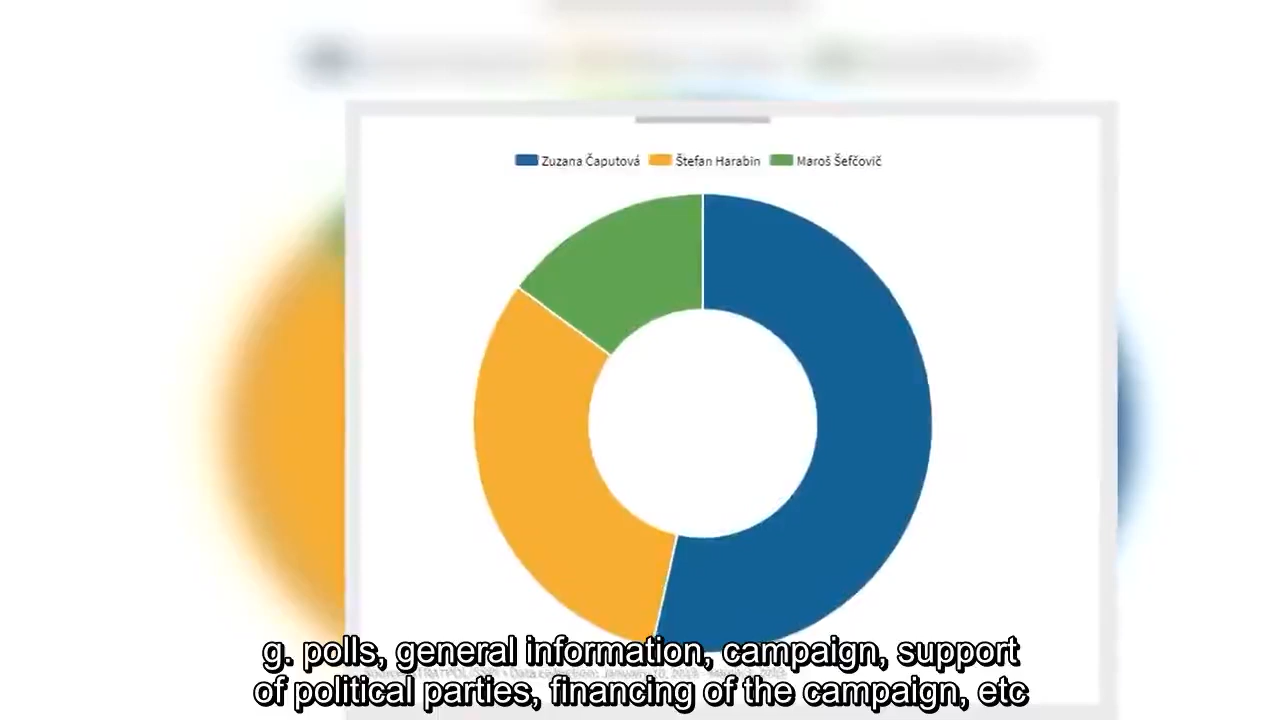 Zuzana Čaputová Štefan Harabin Maroš Šefčovič
g. polls, general information, campaign, support
of political parties, financing of the campaign, etc